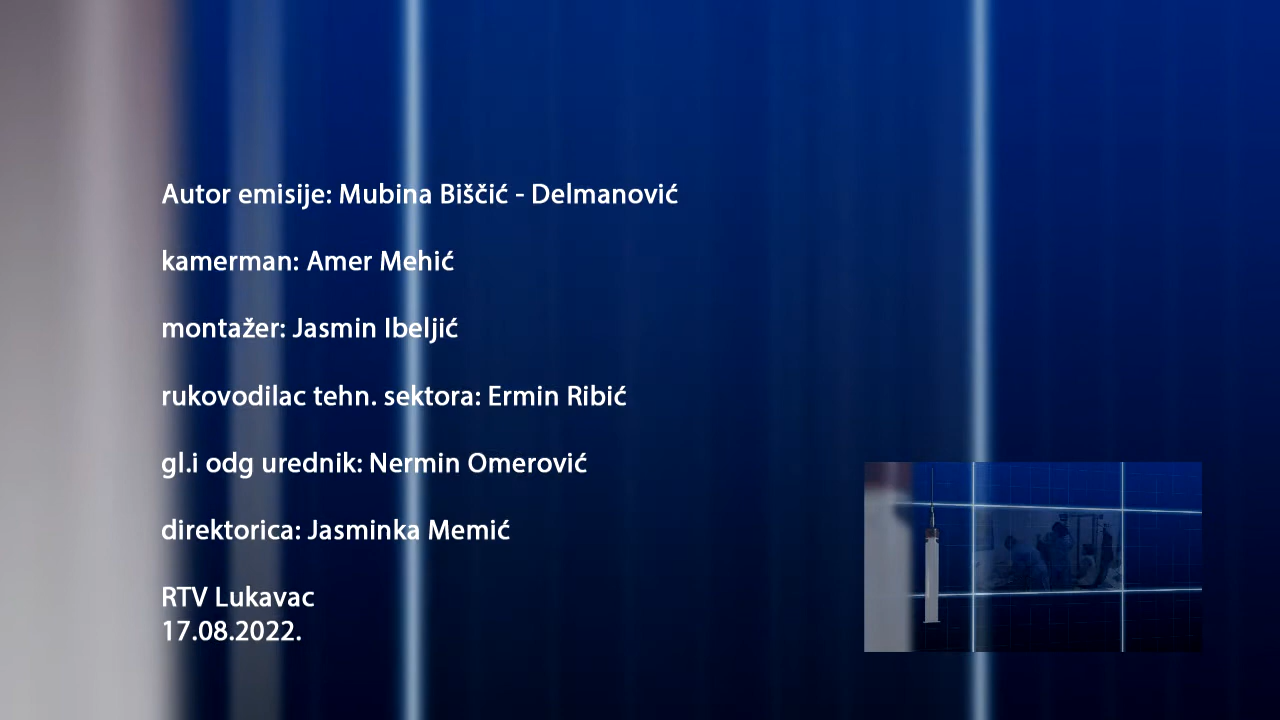 Autor emisije: Mubina Biščić - Delmanović
kamerman: Amer Mehić
montažer: Jasmin Ibeljić
rukovodilac tehn. sektora: Ermin Ribić
gl.i odg urednik: Nermin Omerović
direktorica: Jasminka Memić
RTV Lukavac
17.08.2022.